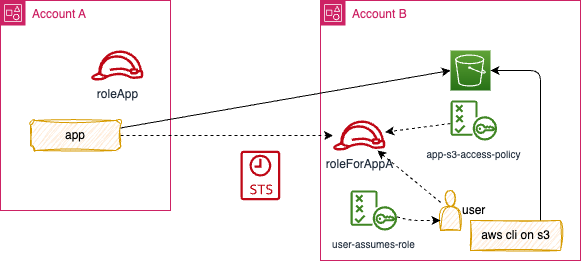 Account A
Account B
roleApp
app
STS
roleForAppA
app-s3-access-policy
user
user-assumes-role
aws cli on s3